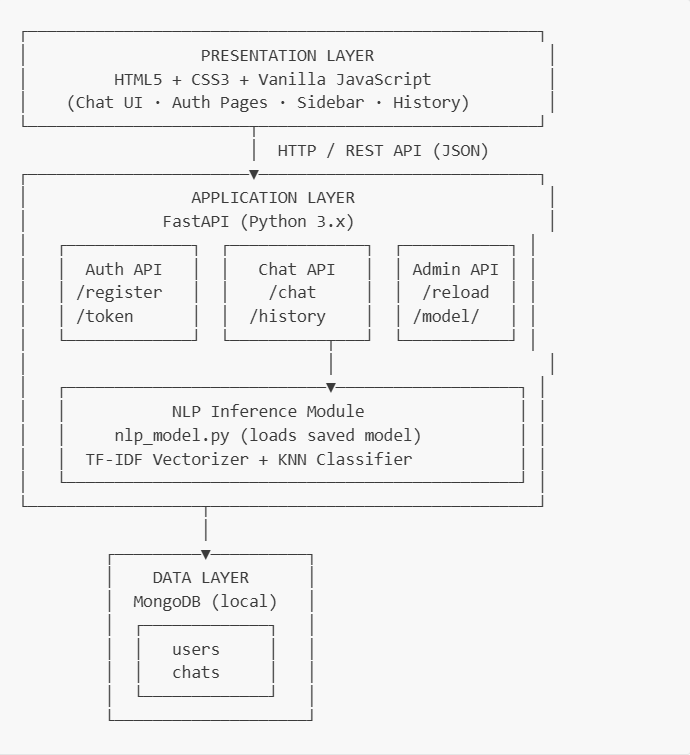 PRESENTATION LAYER
HTML5 + CSS3 + Vanilla JavaScript
(Chat UI · Auth Pages · Sidebar · History)
HTTP / REST API (JSON)
APPLICATION LAYER
FastAPI (Python 3.x)
Auth API Chat API Admin API
/register /chat /reload
/token /history /model/
NLP Inference Module
nlp_model.py (loads saved model)
TF-IDF Vectorizer + KNN Classifier
DATA LAYER
MongoDB (local)
users
chats